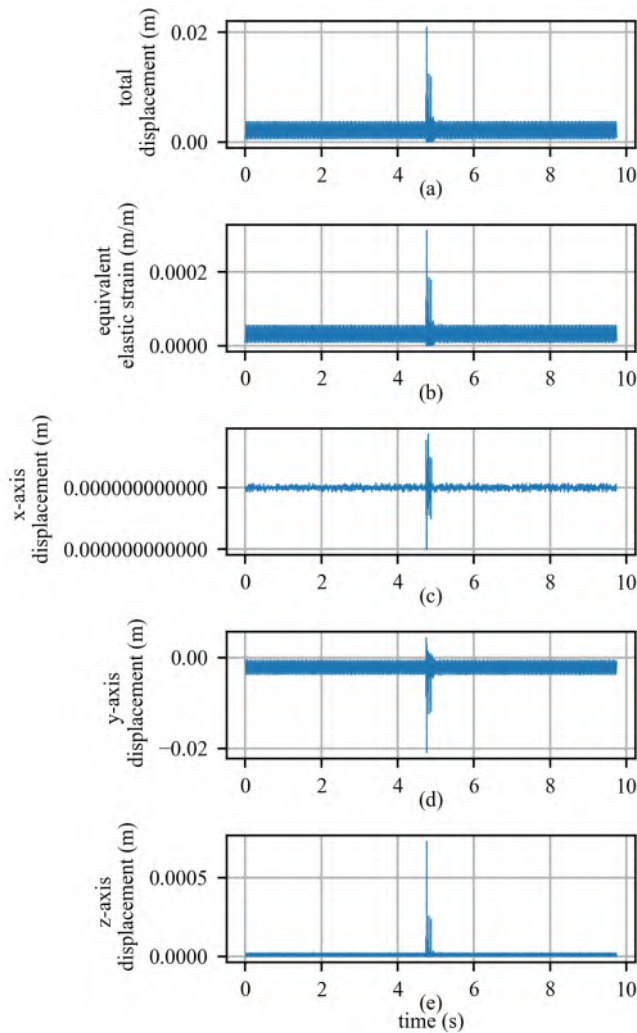 total
displacement (m)
0.02
0.00
0 2 4 6 8 10
(a)
equivalent
elastic strain (m/m)
0.0002
0.0000
0 2 4 6 8 10
(b)
x-axis
displacement (m)
0.000000000000
0.000000000000
0 2 4 6 8 10
(c)
y-axis
displacement (m)
0.00
−0.02
0 2 4 6 8 10
(d)
z-axis
displacement (m)
0.0005
0.0000
0 2 4 6 8 10
(e)
time (s)